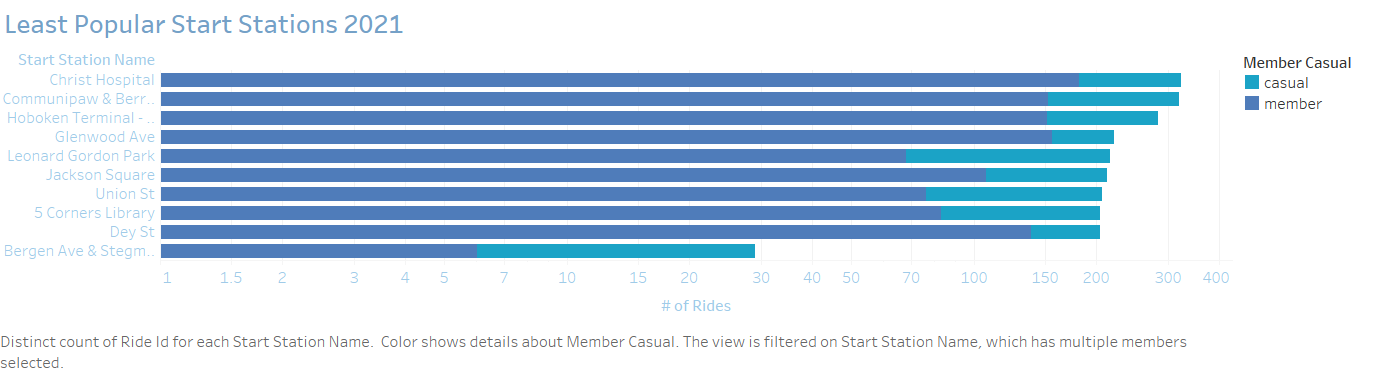 Least Popular Start Stations 2021
Start Station Name
Member Casual
casual
member
Christ Hospital
Communipaw & Berr..
Hoboken Terminal - ..
Glenwood Ave
Leonard Gordon Park
Jackson Square
Union St
5 Corners Library
Dey St
Bergen Ave & Stegm..
1 1.5 2 3 4 5 7 10 15 20 30 40 50 70 100 150 200 300 400
# of Rides
Distinct count of Ride Id for each Start Station Name. Color shows details about Member Casual. The view is filtered on Start Station Name, which has multiple members
selected.